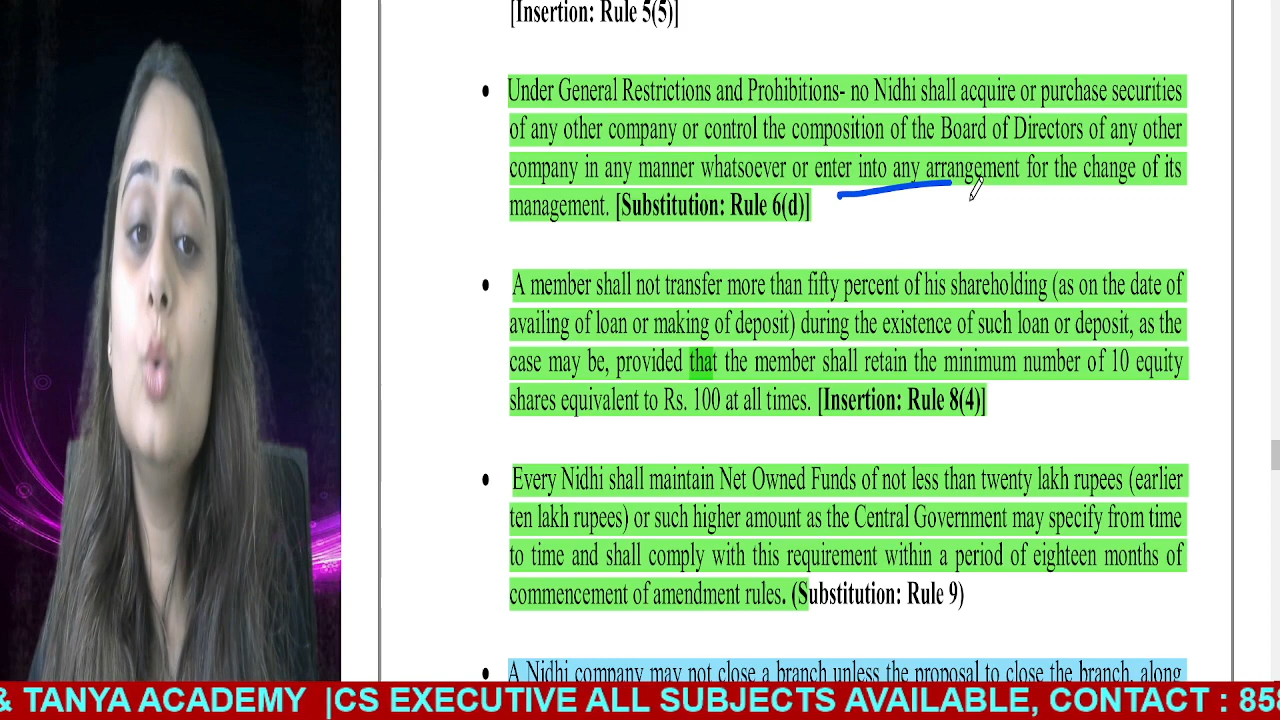 [Insertion: Rule 5(5)]
• Under General Restrictions and Prohibitions- no Nidhi shall acquire or purchase securities
of any other company or control the composition of the Board of Directors of any other
company in any manner whatsoever or enter into any arrangement for the change of its
management. [Substitution: Rule 6(d)]
• A member shall not transfer more than fifty percent of his shareholding (as on the date of
availing of loan or making of deposit) during the existence of such loan or deposit, as the
case may be, provided that the member shall retain the minimum number of 10 equity
shares equivalent to Rs. 100 at all times. [Insertion: Rule 8(4)]
• Every Nidhi shall maintain Net Owned Funds of not less than twenty lakh rupees (earlier
ten lakh rupees) or such higher amount as the Central Government may specify from time
to time and shall comply with this requirement within a period of eighteen months of
commencement of amendment rules. (Substitution: Rule 9)
• A Nidhi company may not close a branch unless the proposal to close the branch, along
& TANYA ACADEMY |CS EXECUTIVE ALL SUBJECTS AVAILABLE, CONTACT : 85